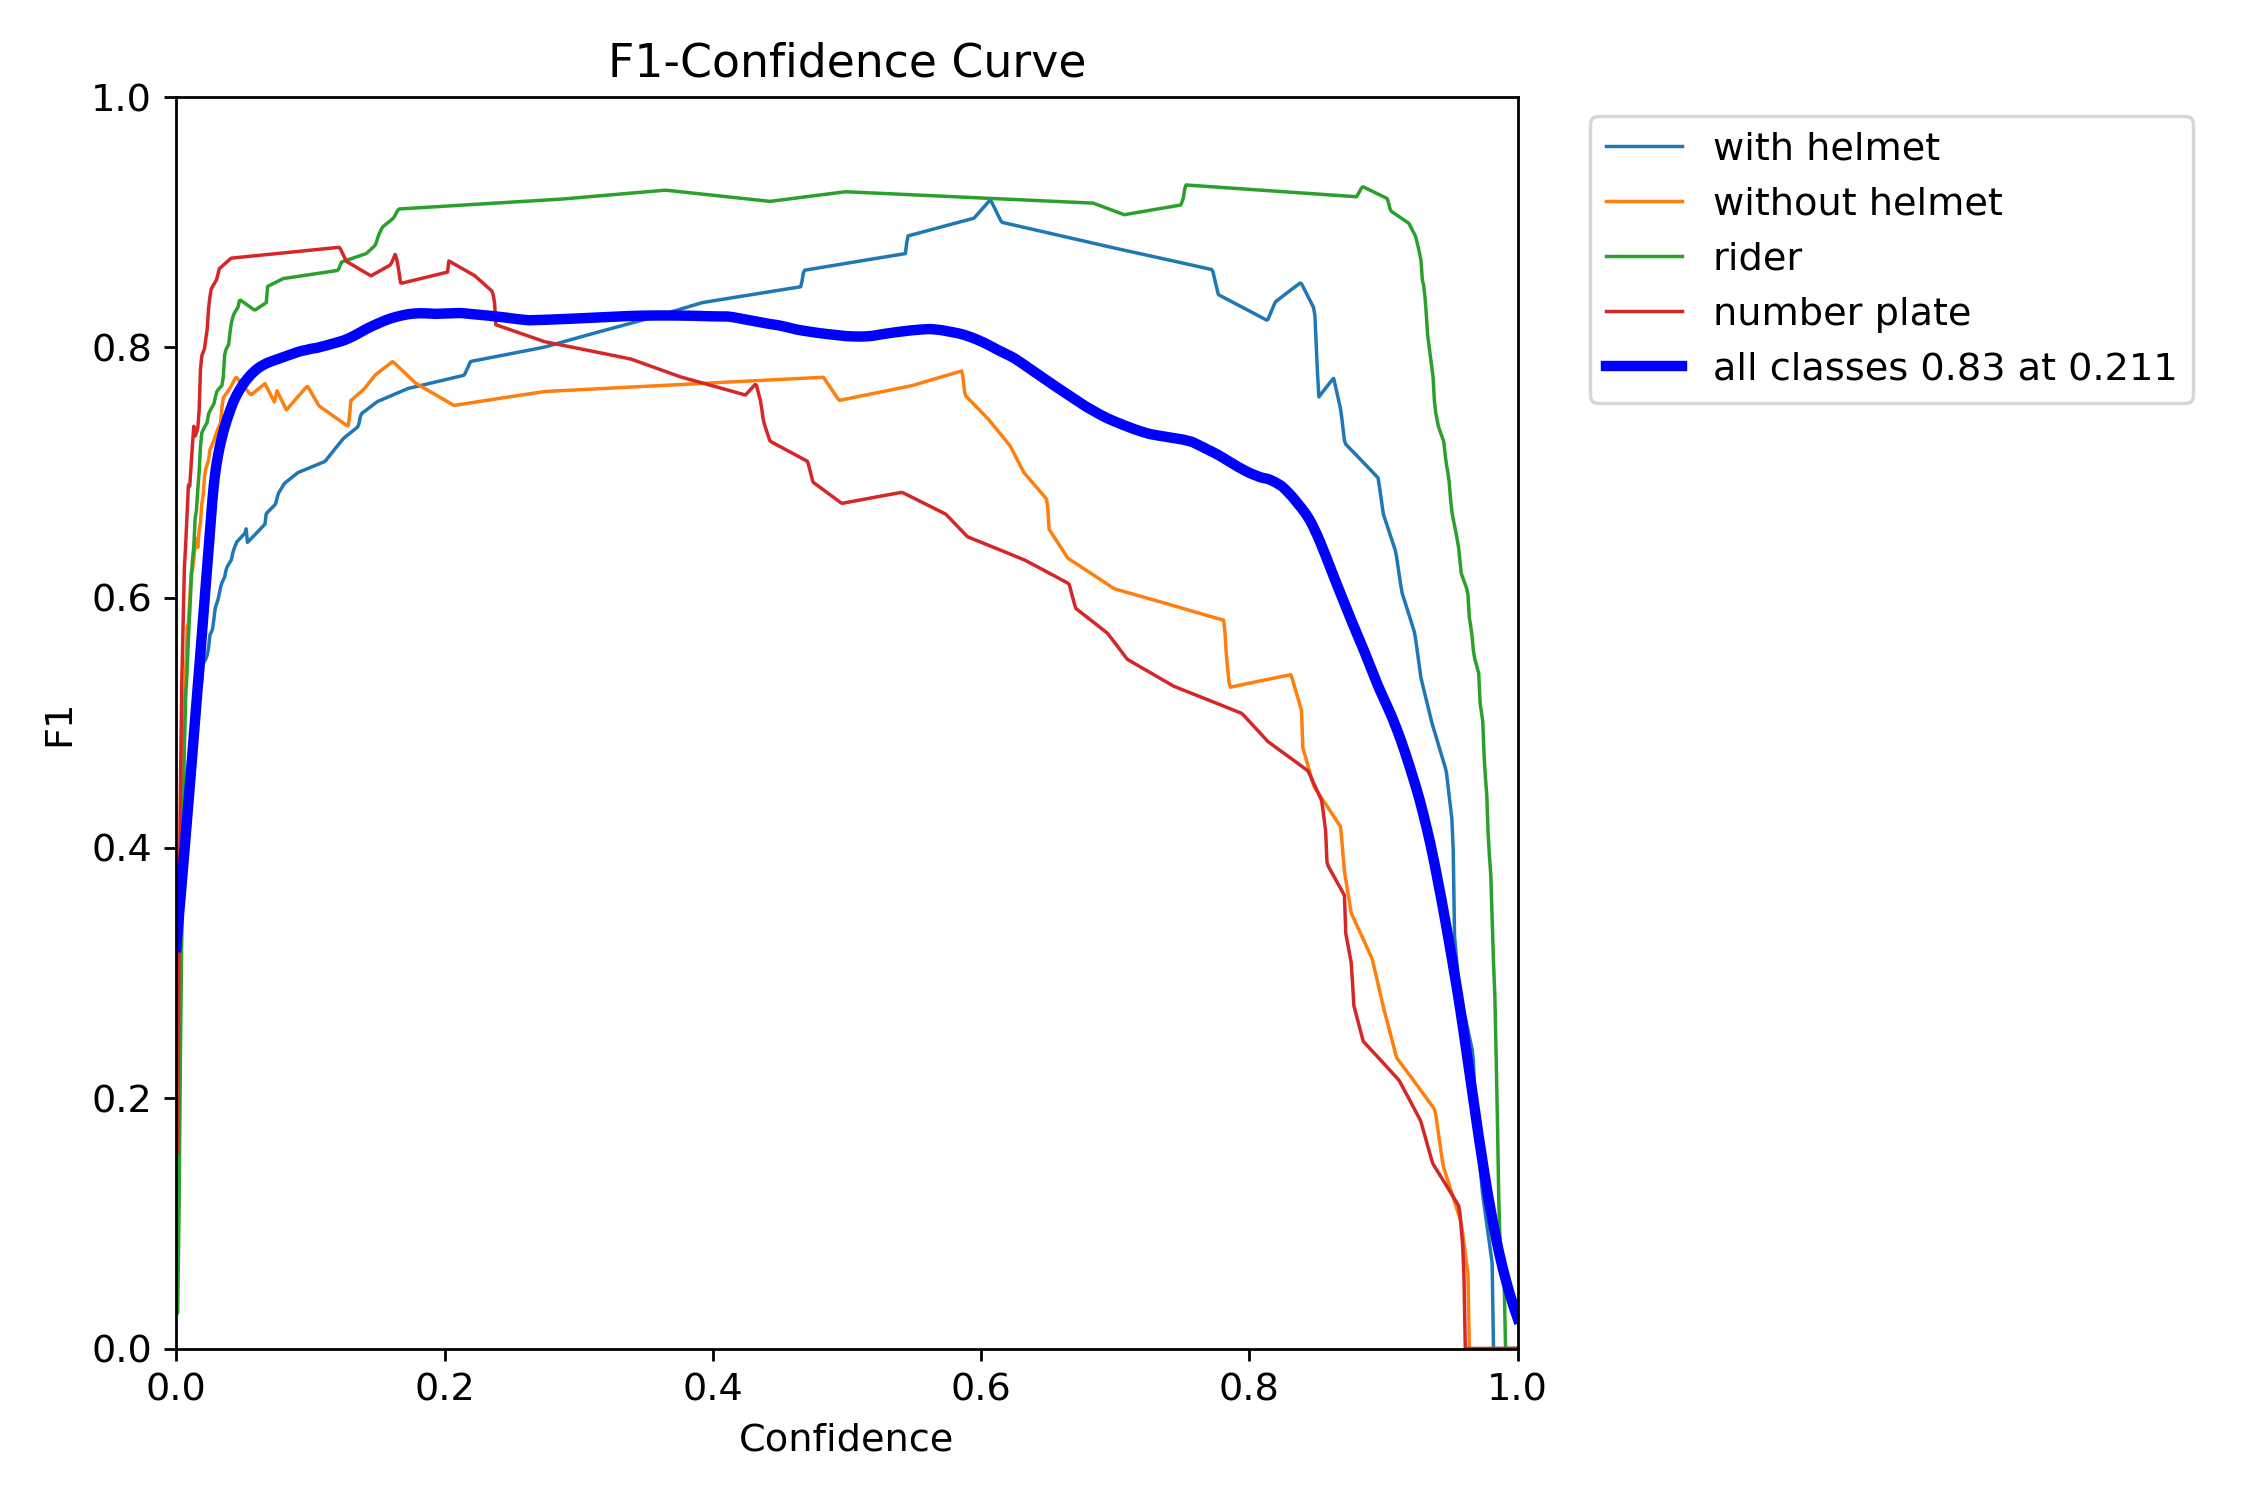 F1-Confidence Curve
1.0
0.8
0.6
0.4
0.2
0.0
F1
0.0 0.2 0.4 0.6 0.8 1.0
Confidence
with helmet
without helmet
rider
number plate
all classes 0.83 at 0.211